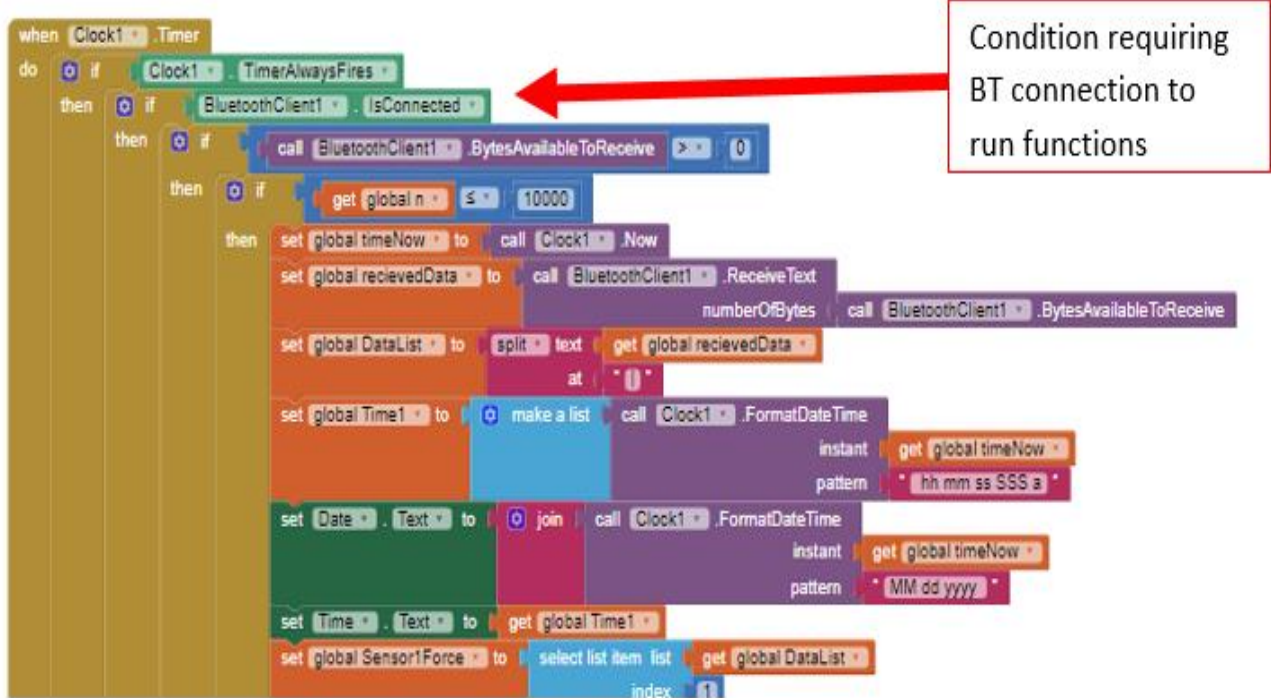 when Clock1 .Timer
do if Clock1 . TimerAlwaysFires
then if BluetoothClient1 . IsConnected
then if call BluetoothClient1 .BytesAvailableToReceive > 0
then if get global n ≤ 10000
then set global timeNow to call Clock1 .Now
set global recievedData to call BluetoothClient1 .ReceiveText
numberOfBytes call BluetoothClient1 .BytesAvailableToReceive
set global DataList to split text get global recievedData
at " | "
set global Time1 to make a list call Clock1 .FormatDateTime
instant get global timeNow
pattern " hh mm ss SSS a "
set Date . Text to join call Clock1 .FormatDateTime
instant get global timeNow
pattern " MM dd yyyy "
set Time . Text to get global Time1
set global Sensor1Force to select list item list get global DataList
index 1
Condition requiring
BT connection to
run functions